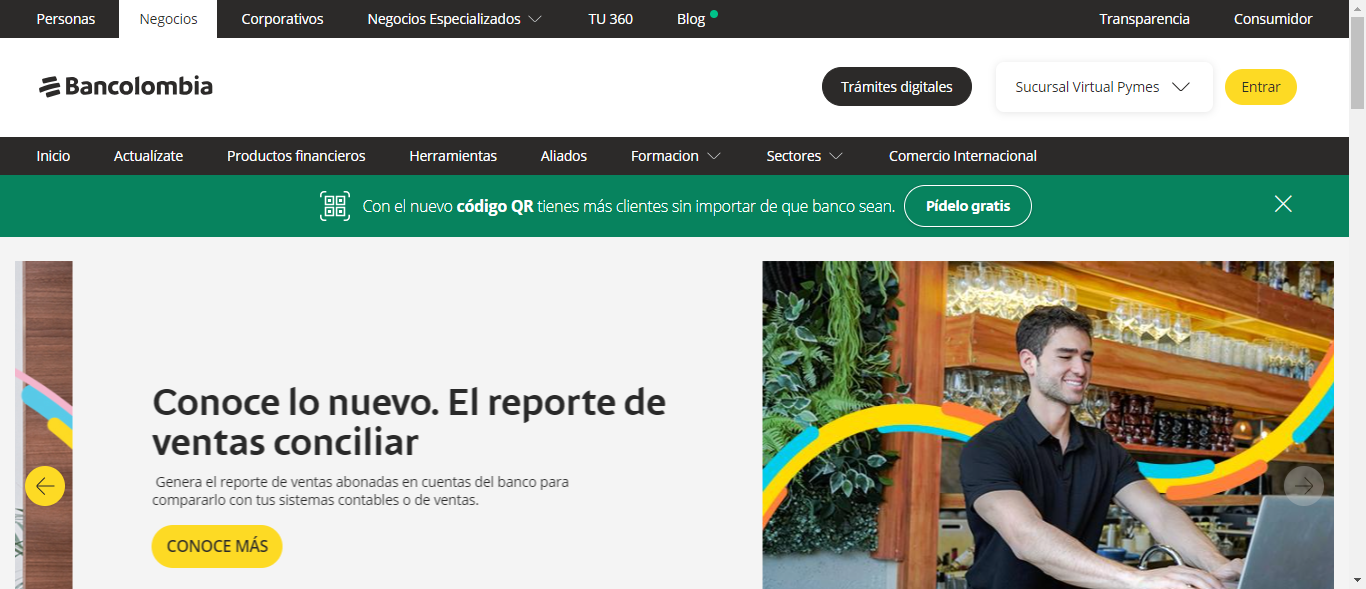 Personas Negocios Corporativos Negocios Especializados TU 360 Blog Transparencia Consumidor
Bancolombia Trámites digitales Sucursal Virtual Pymes Entrar
Inicio Actualízate Productos financieros Herramientas Aliados Formacion Sectores Comercio Internacional
Con el nuevo código QR tienes más clientes sin importar de que banco sean. Pídelo gratis
Conoce lo nuevo. El reporte de
ventas conciliar
Genera el reporte de ventas abonadas en cuentas del banco para
compararlo con tus sistemas contables o de ventas.
CONOCE MÁS